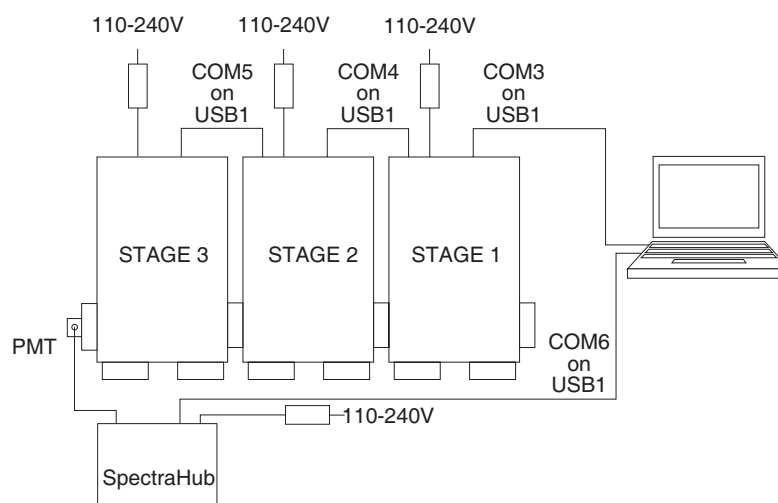 110-240V
110-240V
110-240V
COM5
on
USB1
COM4
on
USB1
COM3
on
USB1
STAGE 3
STAGE 2
STAGE 1
PMT
COM6
on
USB1
110-240V
SpectraHub